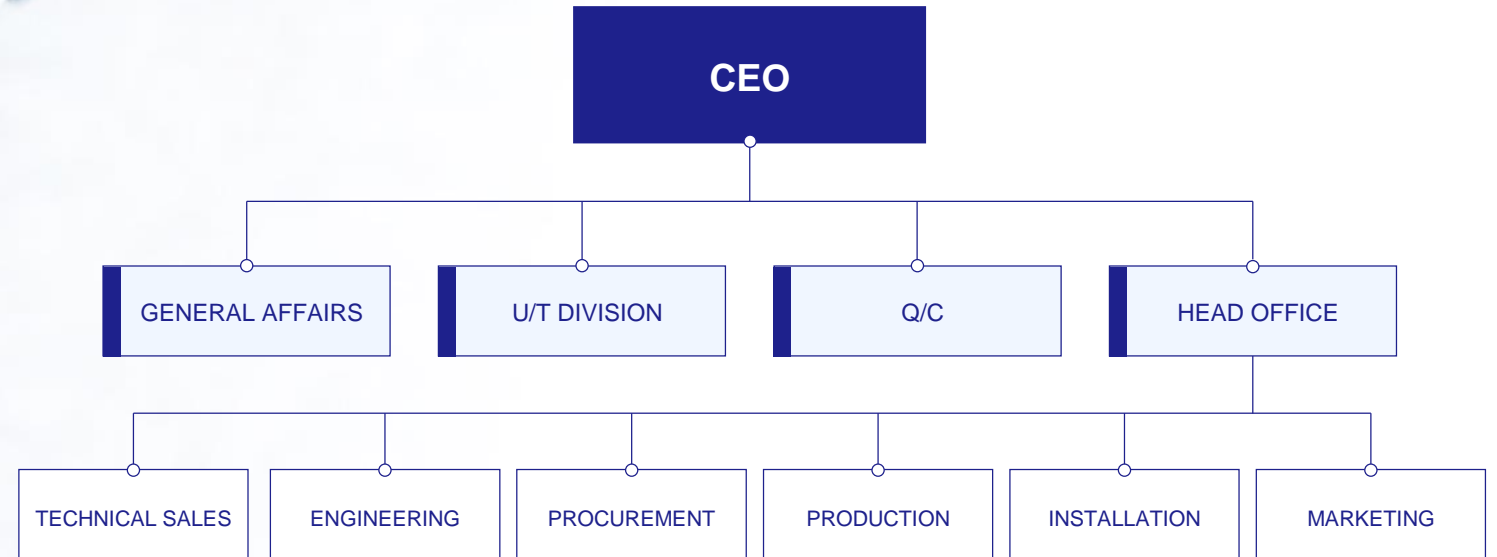 CEO
GENERAL AFFAIRS
U/T DIVISION
Q/C
HEAD OFFICE
TECHNICAL SALES
ENGINEERING
PROCUREMENT
PRODUCTION
INSTALLATION
MARKETING